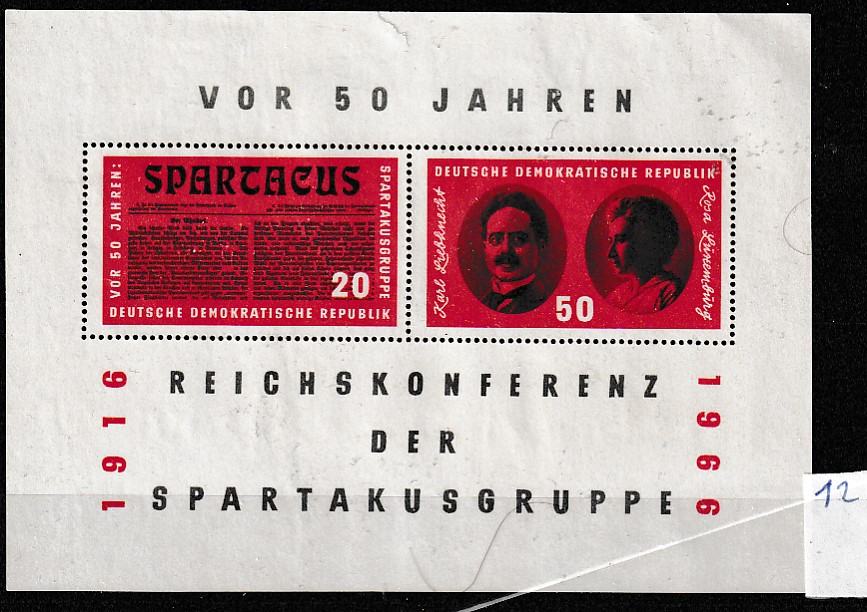 VOR 50 JAHREN
VOR 50 JAHREN:
SPARTACUS
SPARTAKUSGRUPPE
20
DEUTSCHE DEMOKRATISCHE REPUBLIK
DEUTSCHE DEMOKRATISCHE REPUBLIK
Karl Liebknecht
Rosa Luxemburg
50
1916
REICHSKONFERENZ
DER
SPARTAKUSGRUPPE
1966
12